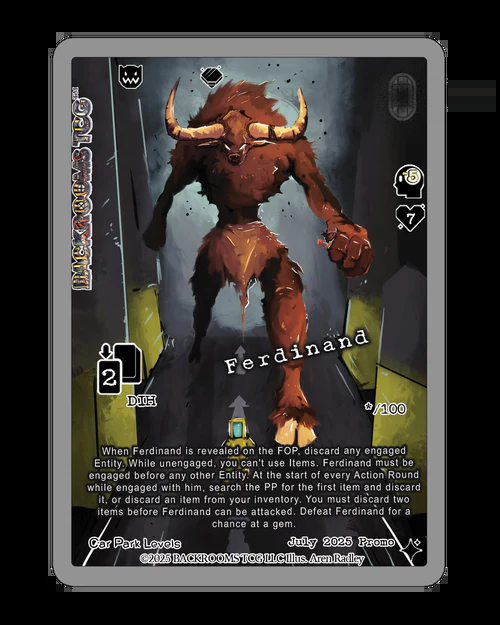 BACKROOMS TCG™
5
7
Ferdinand
2
DIH
*/100
When Ferdinand is revealed on the FOP, discard any engaged
Entity. While unengaged, you can't use Items. Ferdinand must be
engaged before any other Entity. At the start of every Action Round
while engaged with him, search the PP for the first item and discard
it, or discard an item from your inventory. You must discard two
items before Ferdinand can be attacked. Defeat Ferdinand for a
chance at a gem.
Car Park Levels
July 2025 Promo
©2025 BACKROOMS TCG LLC Illus. Aren Radley